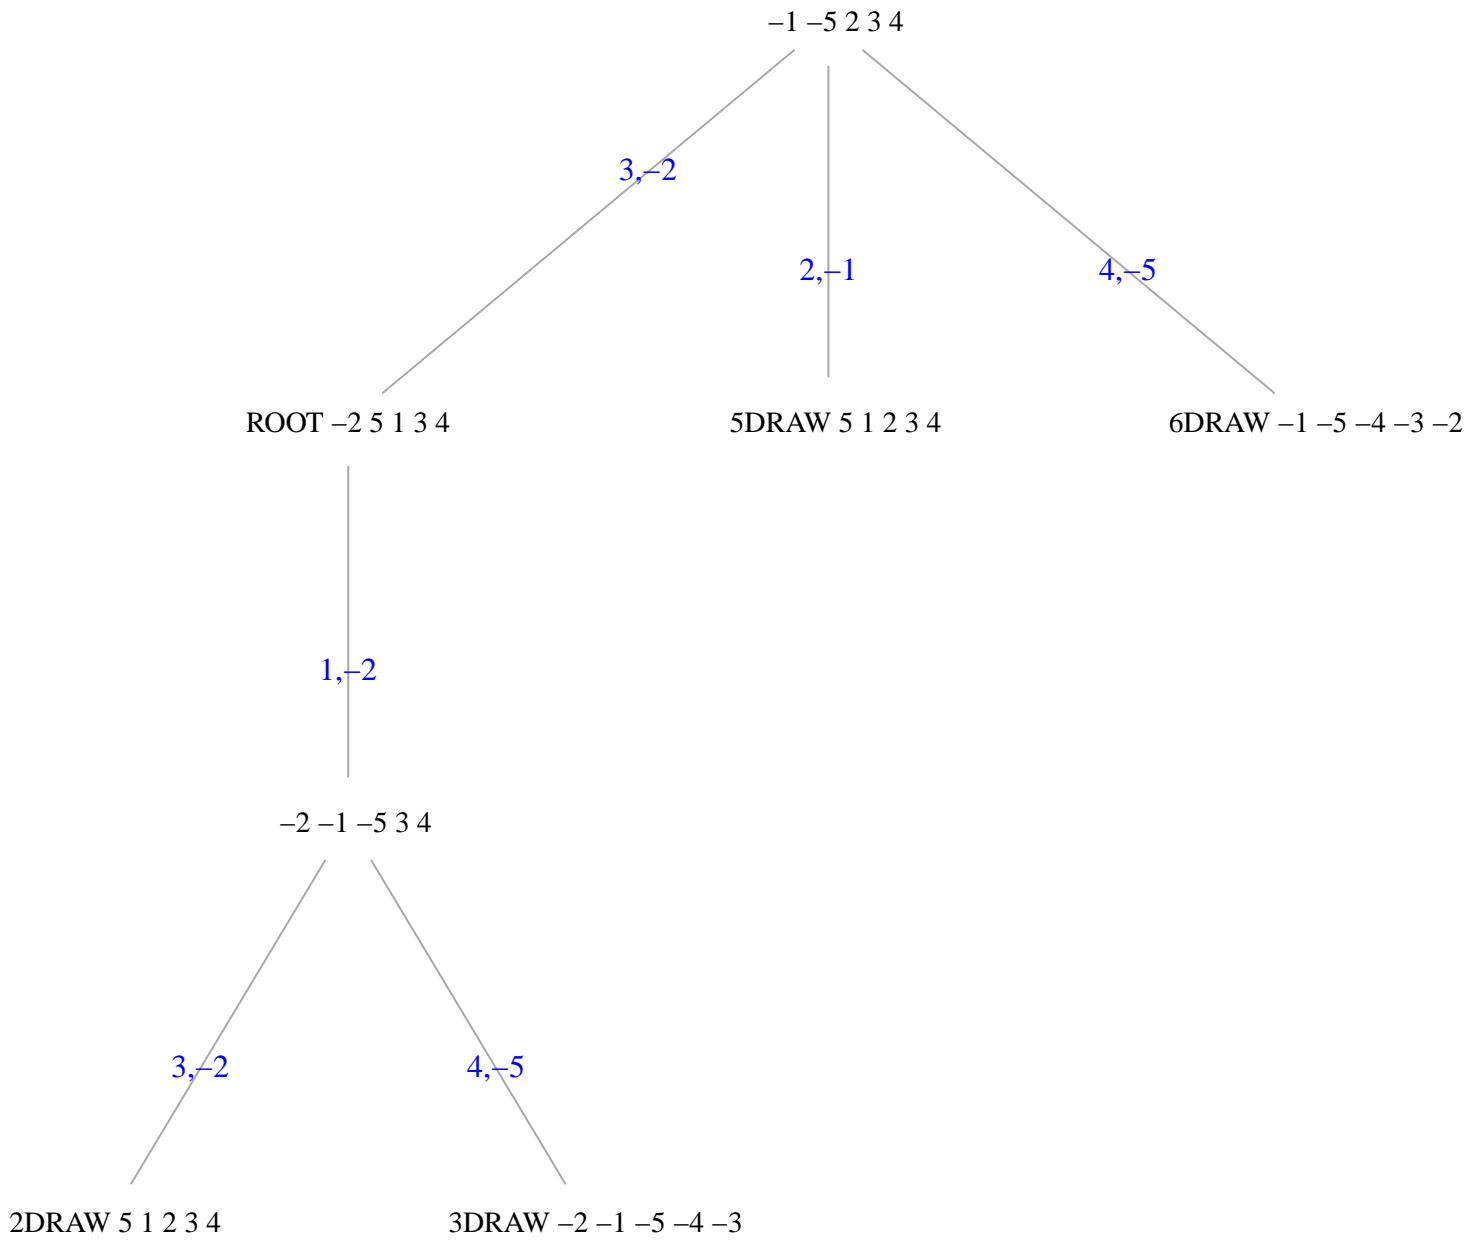 –1 –5 2 3 4
3,–2
2,–1
4,–5
ROOT –2 5 1 3 4
5DRAW 5 1 2 3 4
6DRAW –1 –5 –4 –3 –2
1,–2
–2 –1 –5 3 4
3,–2
4,–5
2DRAW 5 1 2 3 4
3DRAW –2 –1 –5 –4 –3